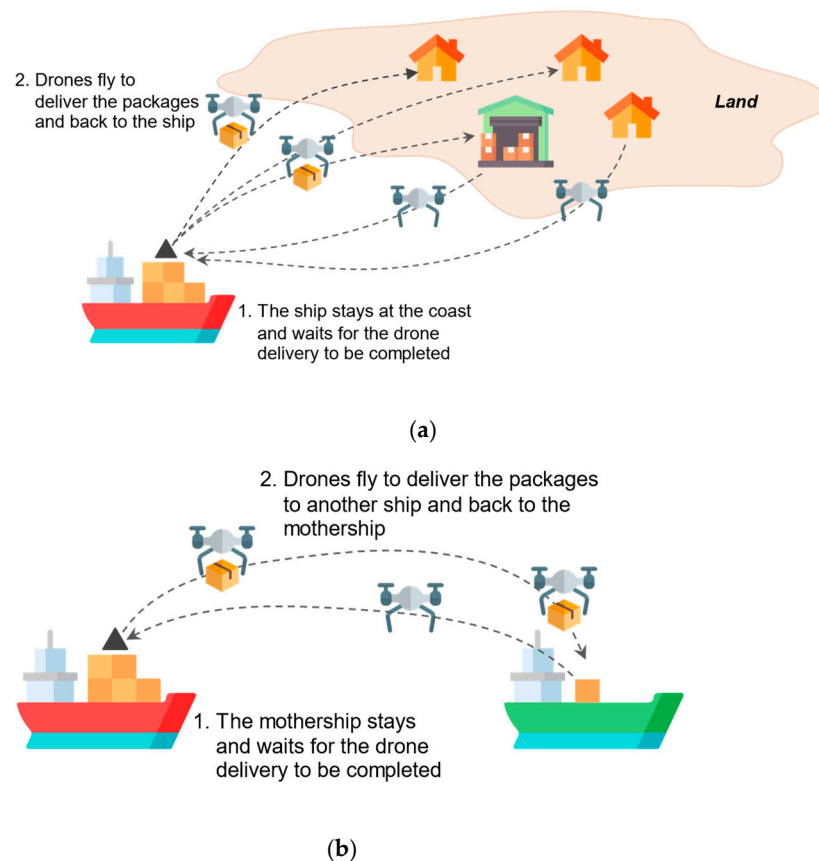 2. Drones fly to
deliver the packages
and back to the ship
Land
1. The ship stays at the coast
and waits for the drone
delivery to be completed
(a)
2. Drones fly to deliver the packages
to another ship and back to the
mothership
1. The mothership stays
and waits for the drone
delivery to be completed
(b)